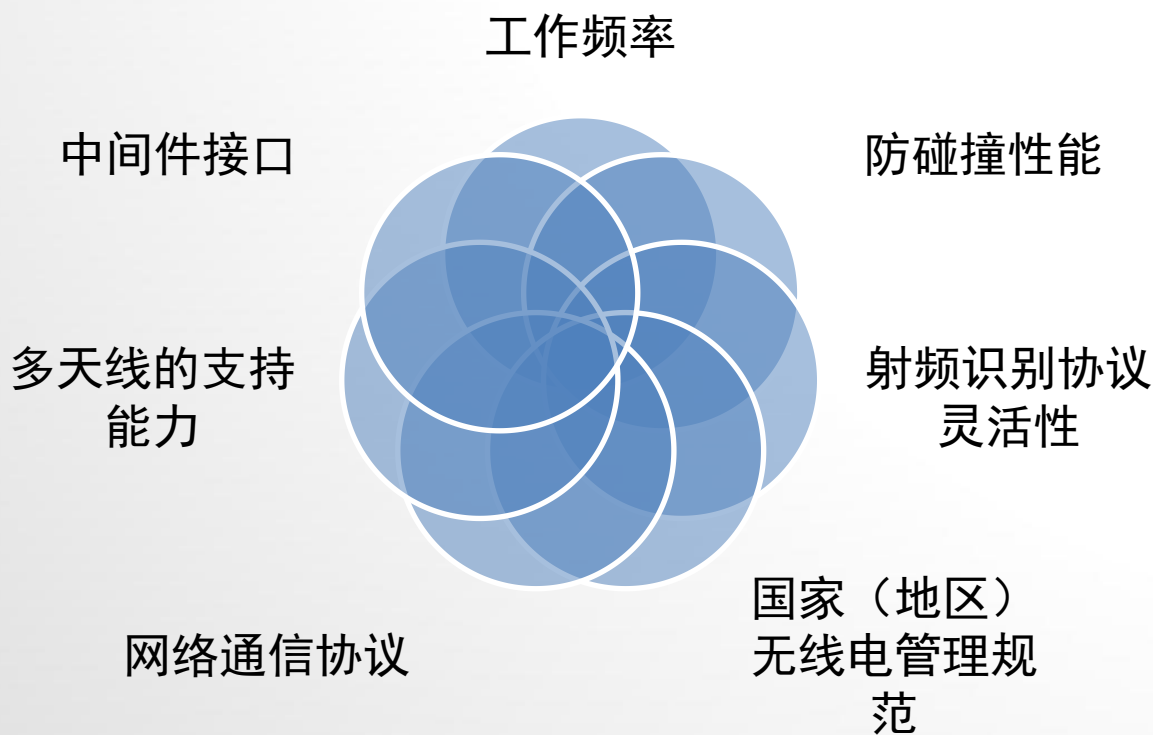 工作频率
中间件接口
防碰撞性能
多天线的支持
能力
射频识别协议
灵活性
网络通信协议
国家（地区）
无线电管理规
范